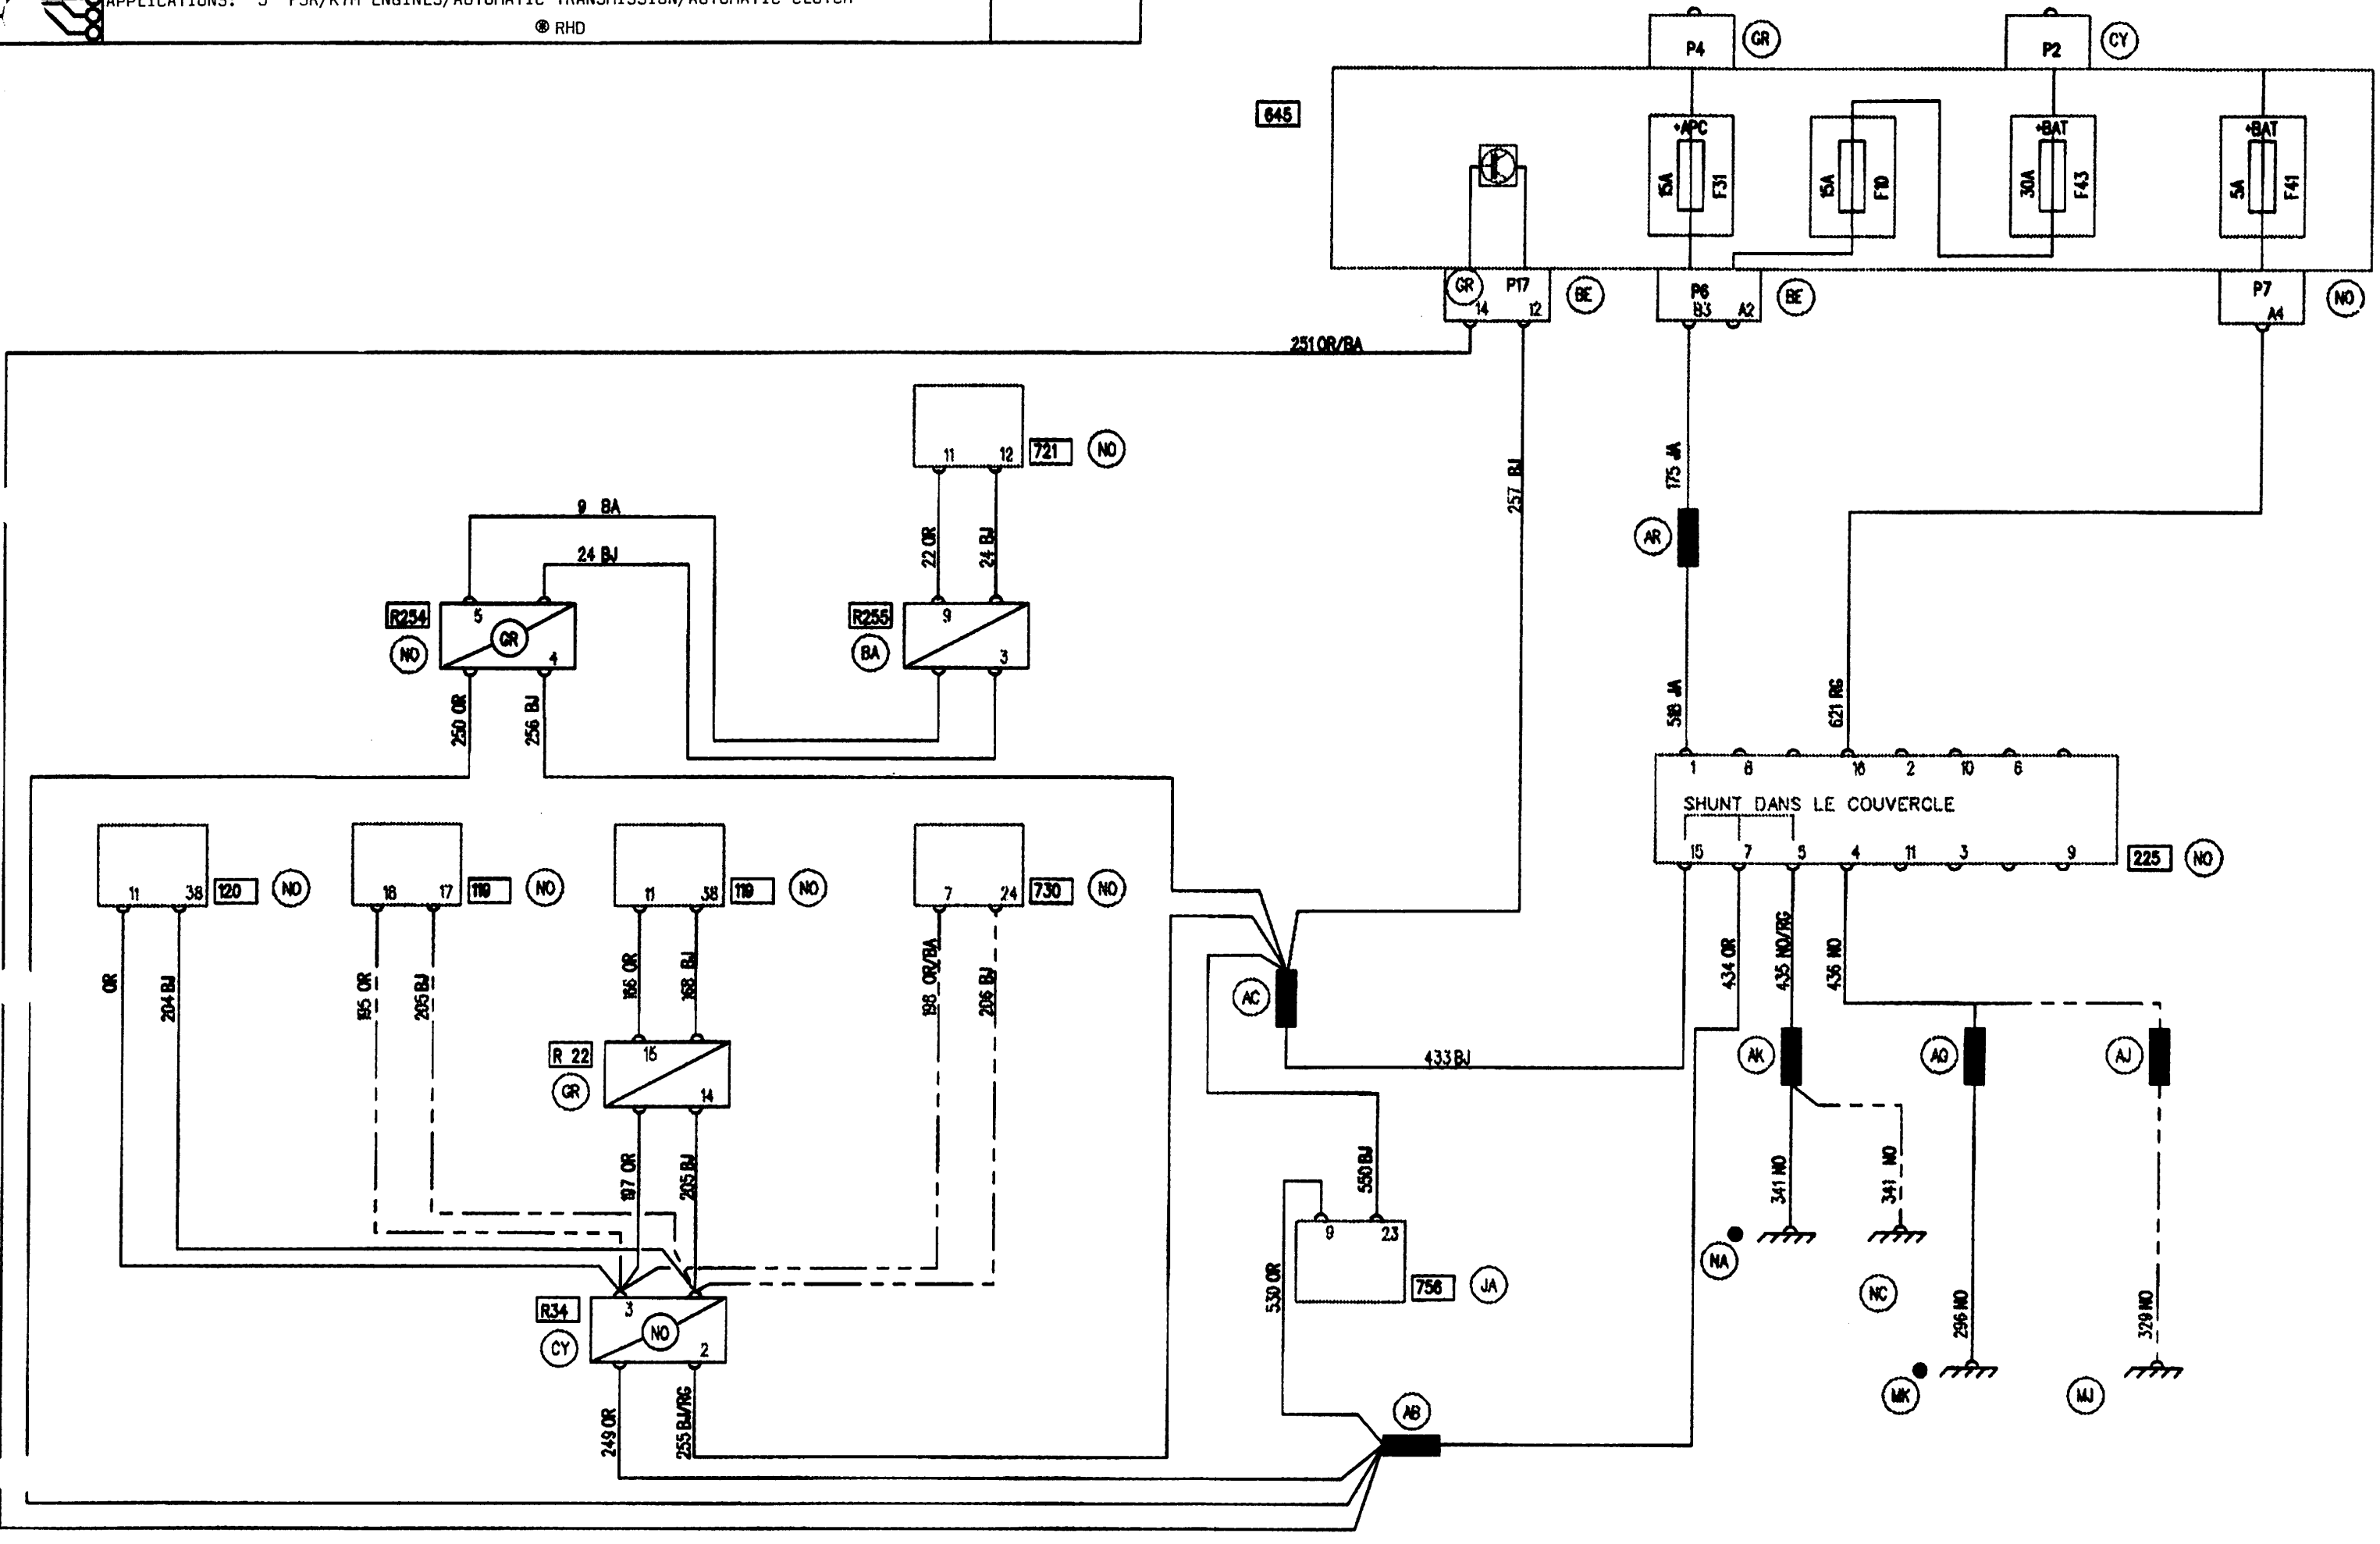 APPLICATIONS: 5 F5R/K7M ENGINES/AUTOMATIC TRANSMISSION/AUTOMATIC CLUTCH
® RHD
P4 GR P2 CY
645
+APC +BAT +BAT
15A F31 15A F10 30A F43 5A F41
GR P17 BE P6 BE P7 NO
14 12 B3 A2 A4
251 OR/BA
11 12 721 NO
257 BJ 175 JA
9 BA
22 OR 24 BJ
24 BJ
AR
R254 5 R255 9
GR
NO 4 BA 3
250 OR 256 BJ 518 JA 621 RG
1 8 16 2 10 6
SHUNT DANS LE COUVERCLE
15 7 5 4 11 3 9 225 NO
11 38 120 NO 16 17 119 NO 11 38 119 NO 7 24 730 NO
OR 204 BJ 195 OR 205 BJ 166 OR 168 BJ 198 OR/BA 206 BJ
434 OR 435 NO/RG 436 NO
AC
R 22 15
GR 14
433 BJ
AK AQ AJ
197 OR 205 BJ
550 BJ
341 NO 341 NO
9 23
NA
530 OR
756 JA
NC
R34 3
NO
CY 2
296 NO 329 NO
249 OR 255 BJ/RG
AB
MK MJ